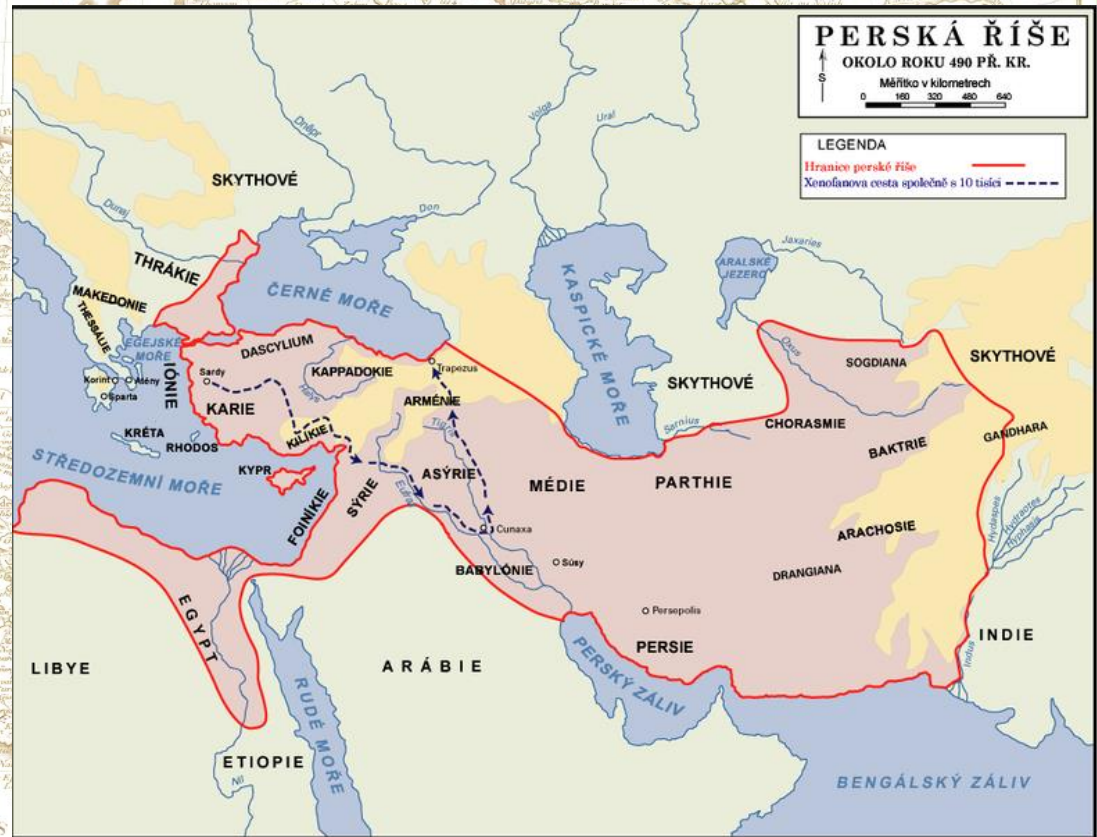 PERSKÁ ŘÍŠE
OKOLO ROKU 490 PŘ. KR.
S
Měřítko v kilometrech
0 160 320 480 640
LEGENDA
Hranice perské říše
Xenofanova cesta společně s 10 tisíci
Dněpr
Volga
Ural
SKYTHOVÉ
Dunaj
Don
Jaxartes
ARALSKÉ
JEZERO
THRÁKIE
KASPICKÉ MOŘE
ČERNÉ MOŘE
MAKEDONIE
THESSÁLIE
EGEJSKÉ
MOŘE
DASCYLIUM
Oxus
SOGDIANA
SKYTHOVÉ
Trapezus
Sardy
KAPPADOKIE
Halys
SKYTHOVÉ
Korint
Atény
Sparta
IÓNIE
KARIE
ARMÉNIE
Sarnius
CHORASMIE
Tigris
KRÉTA
RHODOS
KILÍKIE
BAKTRIE
GANDHARA
STŘEDOZEMNÍ MOŘE
KYPR
SÝRIE
ASÝRIE
MÉDIE
PARTHIE
Eufrat
FOINÍKIE
Cunaxa
ARACHOSIE
Hydaspes
Hydractes
Hyphasis
BABYLÓNIE
Súsy
DRANGIANA
EGYPT
Persepolis
PERSIE
INDIE
Indus
LIBYE
ARÁBIE
PERSKÝ ZÁLIV
RUDÉ MOŘE
ETIOPIE
Nil
BENGÁLSKÝ ZÁLIV